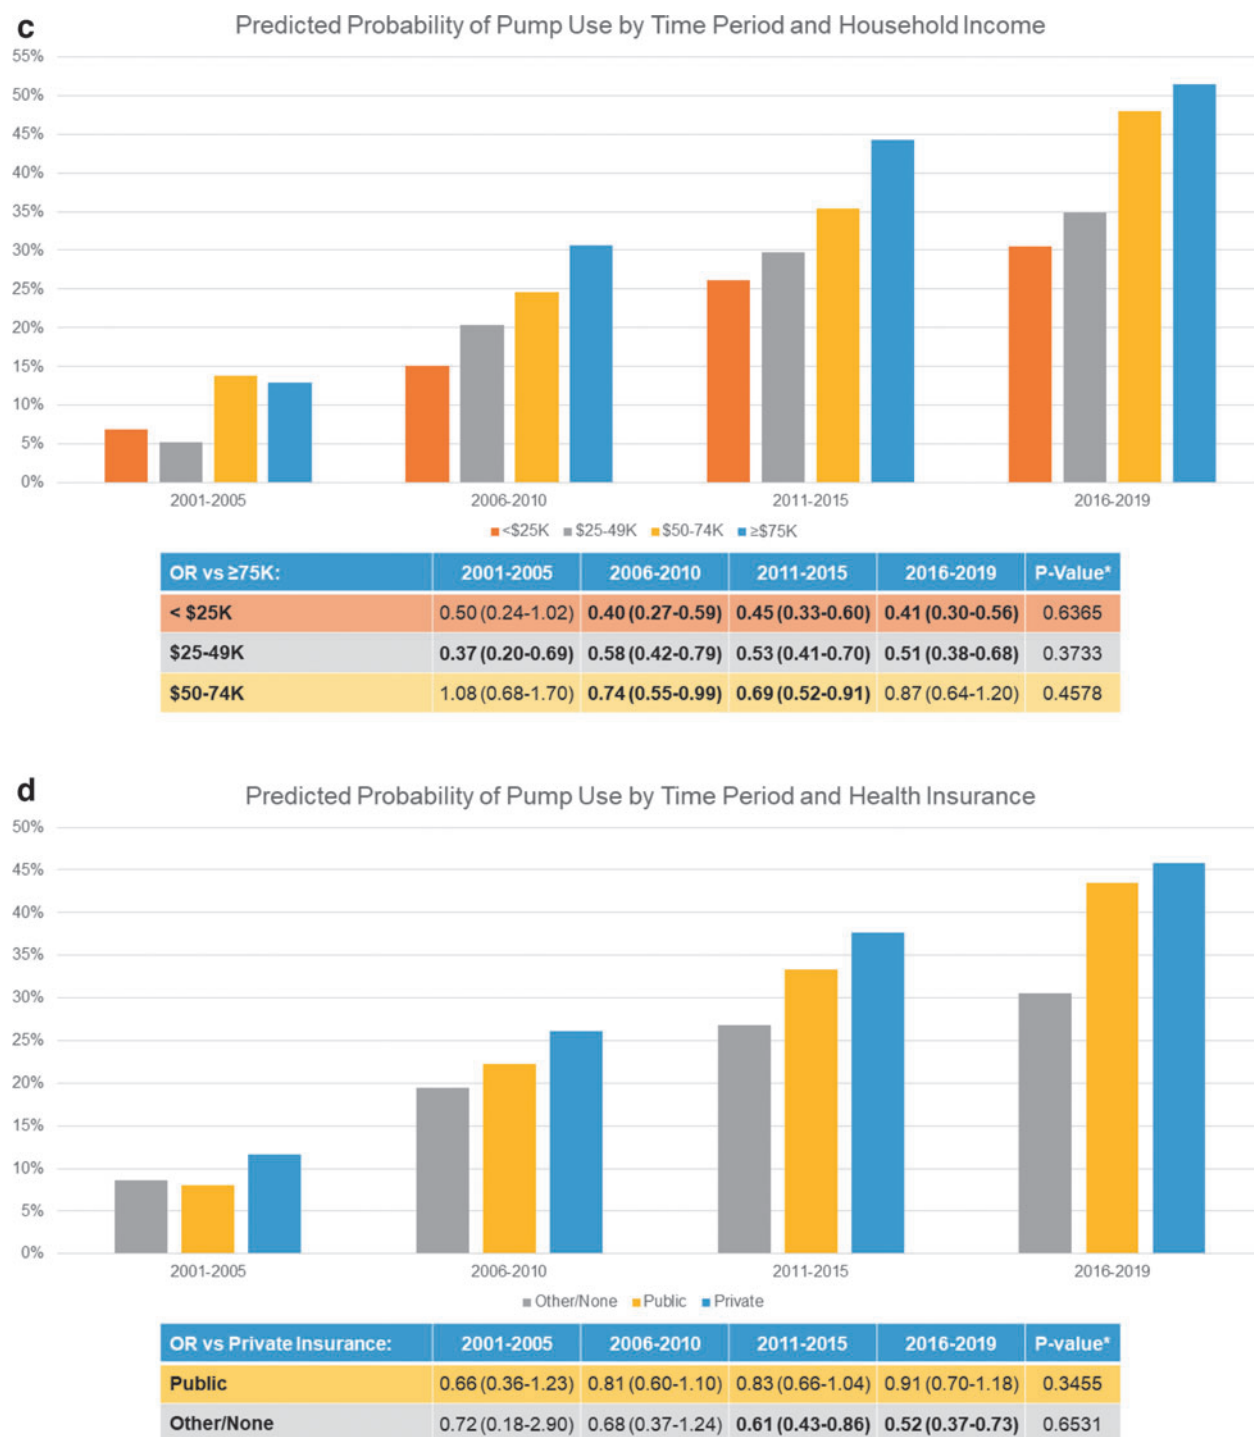 c
Predicted Probability of Pump Use by Time Period and Household Income
55%
50%
45%
40%
35%
30%
25%
20%
15%
10%
5%
0%
2001-2005 2006-2010 2011-2015 2016-2019
<$25K $25-49K $50-74K ≥$75K
OR vs ≥75K: 2001-2005 2006-2010 2011-2015 2016-2019 P-Value*
< $25K 0.50 (0.24-1.02) 0.40 (0.27-0.59) 0.45 (0.33-0.60) 0.41 (0.30-0.56) 0.6365
$25-49K 0.37 (0.20-0.69) 0.58 (0.42-0.79) 0.53 (0.41-0.70) 0.51 (0.38-0.68) 0.3733
$50-74K 1.08 (0.68-1.70) 0.74 (0.55-0.99) 0.69 (0.52-0.91) 0.87 (0.64-1.20) 0.4578
d
Predicted Probability of Pump Use by Time Period and Health Insurance
50%
45%
40%
35%
30%
25%
20%
15%
10%
5%
0%
2001-2005 2006-2010 2011-2015 2016-2019
Other/None Public Private
OR vs Private Insurance: 2001-2005 2006-2010 2011-2015 2016-2019 P-value*
Public 0.66 (0.36-1.23) 0.81 (0.60-1.10) 0.83 (0.66-1.04) 0.91 (0.70-1.18) 0.3455
Other/None 0.72 (0.18-2.90) 0.68 (0.37-1.24) 0.61 (0.43-0.86) 0.52 (0.37-0.73) 0.6531